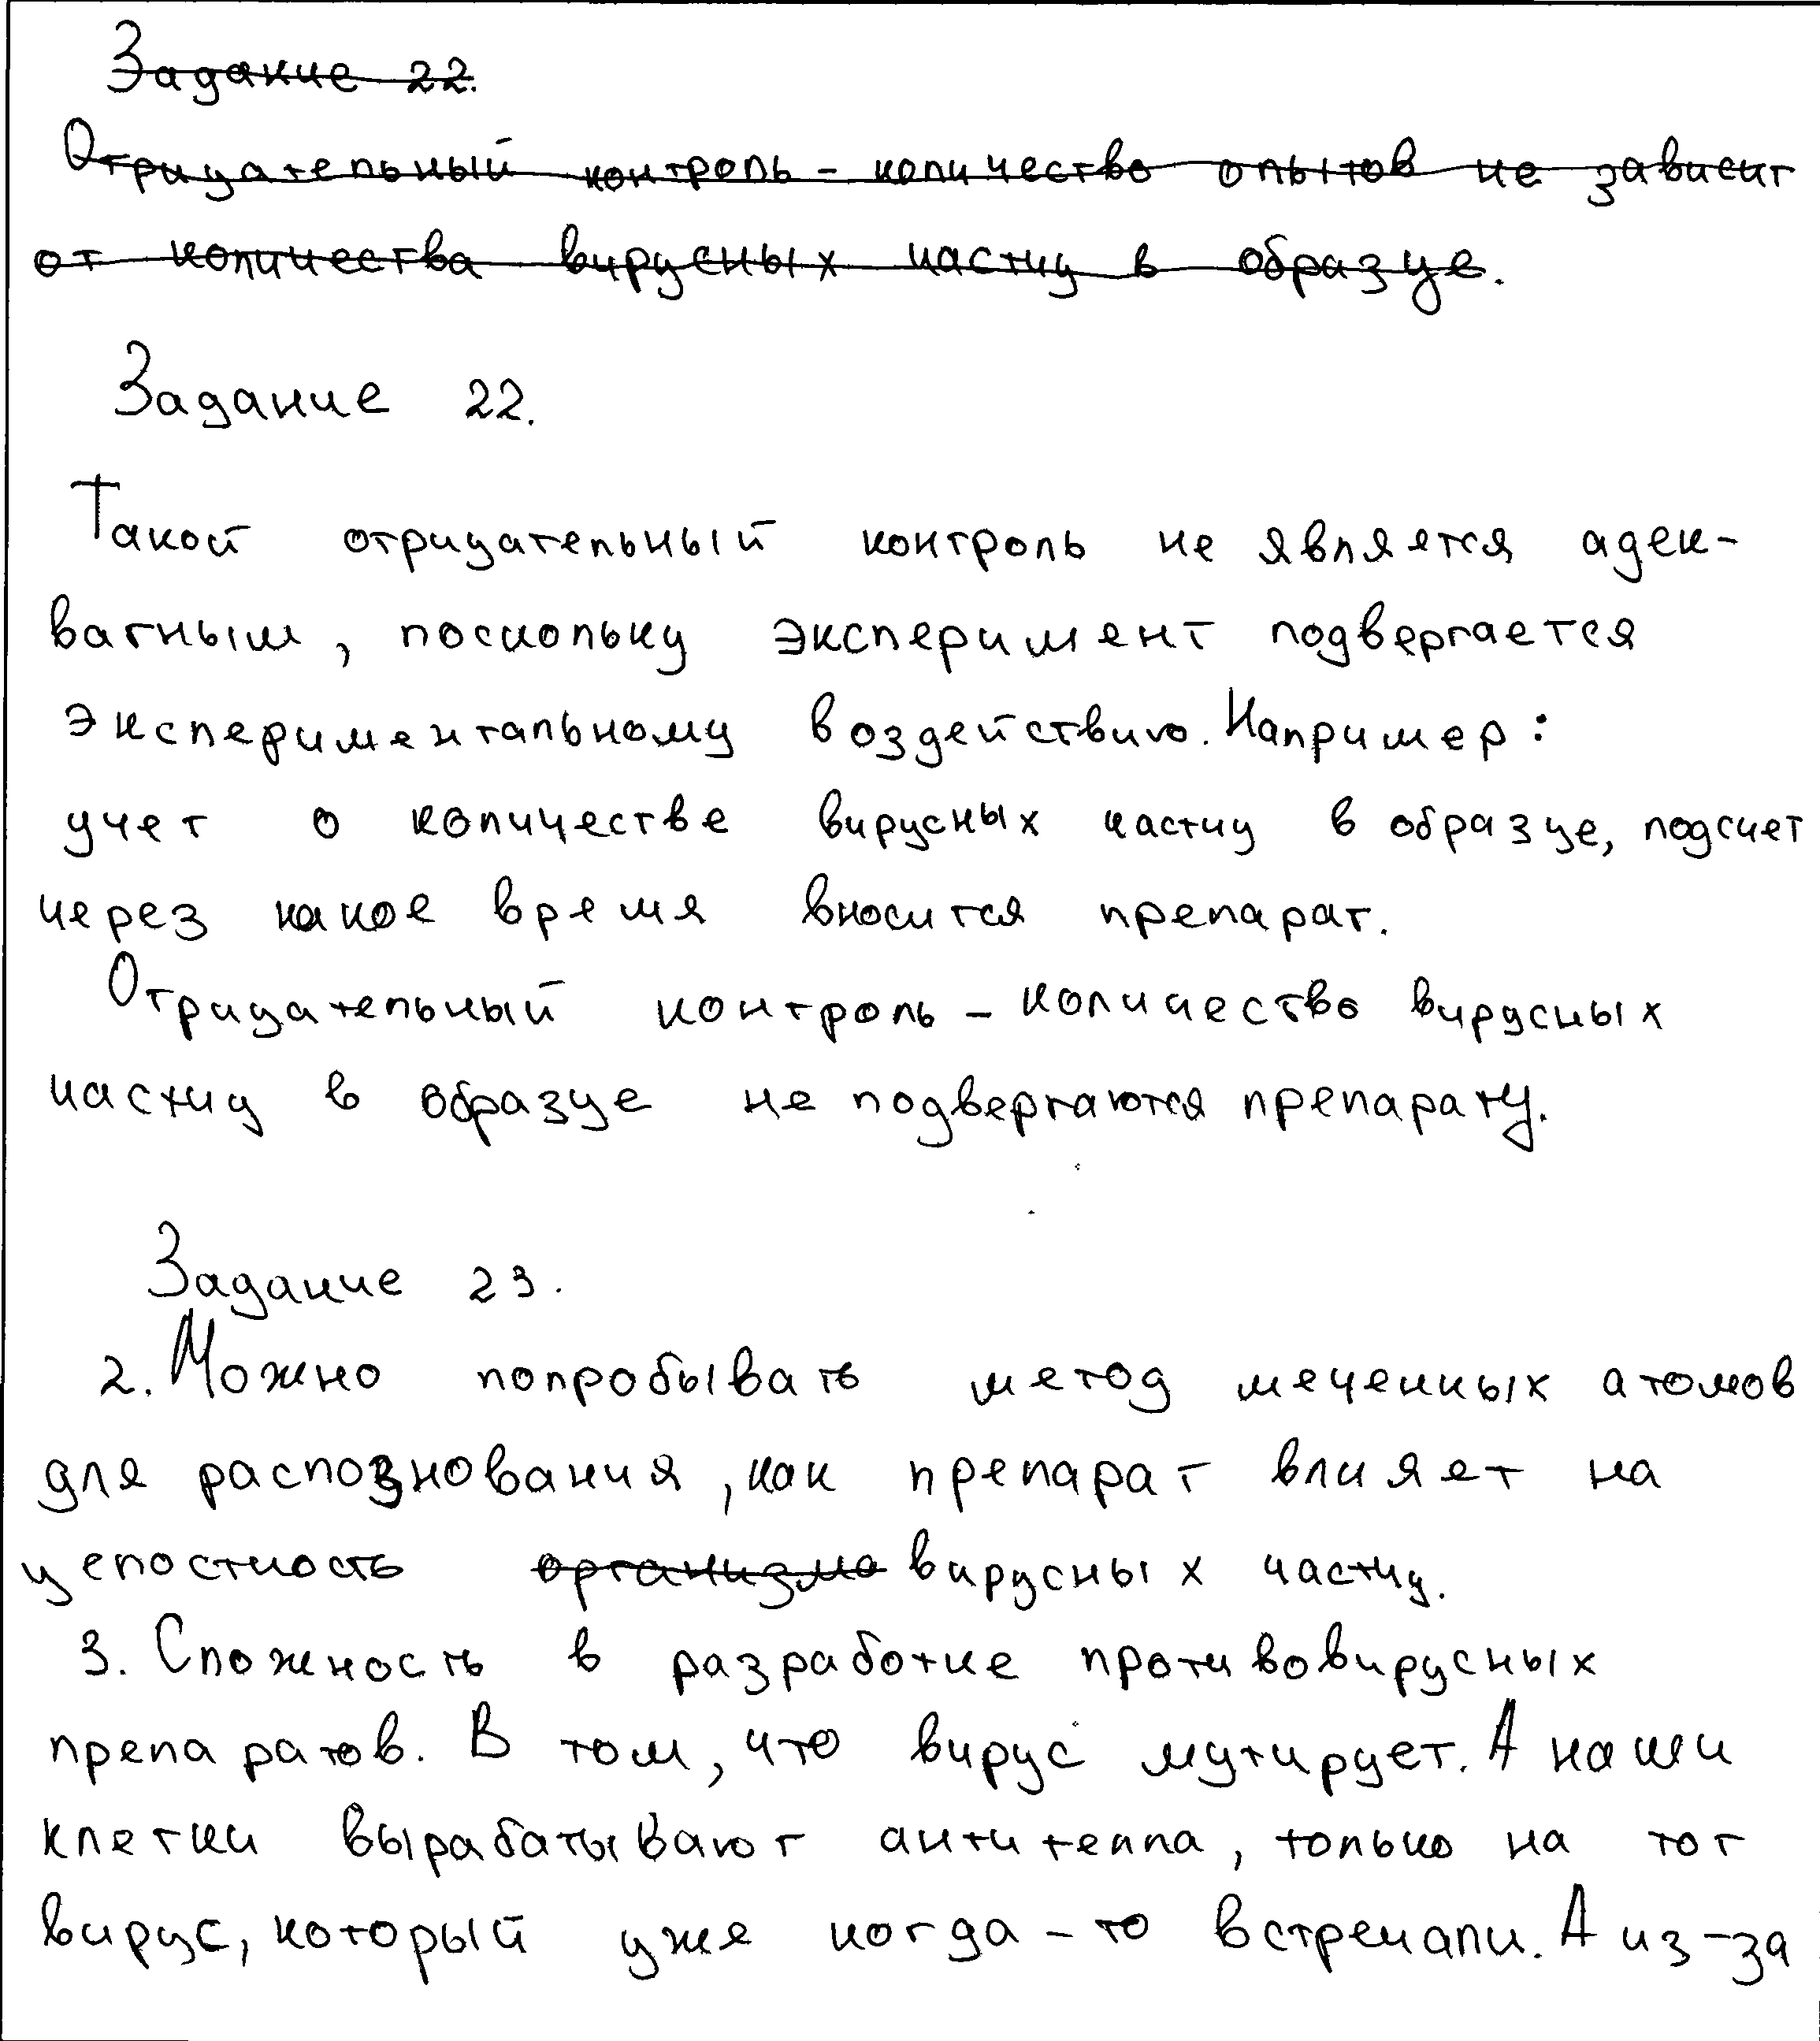 Задание 22.
Отрицательный контроль - количество опытов не зависит
от количества вирусных частиц в образце.
Задание 22.
Такой отрицательный контроль не является адек-
ватным, поскольку эксперимент подвергается
экспериментальному воздействию. Например:
учет о количестве вирусных частиц в образце, подсчет
через какое время вносится препарат.
Отрицательный контроль - количество вирусных
частиц в образце не подвергаются препарату.
Задание 23.
2. Можно попробывать метод меченных атомов
для распознования, как препарат влияет на
целостность организма вирусных частиц.
3. Сложность в разработке противовирусных
препаратов. В том, что вирус мутирует. А наши
клетки вырабатывают антителла, только на тот
вирус, который уже когда-то встречали. А из-за